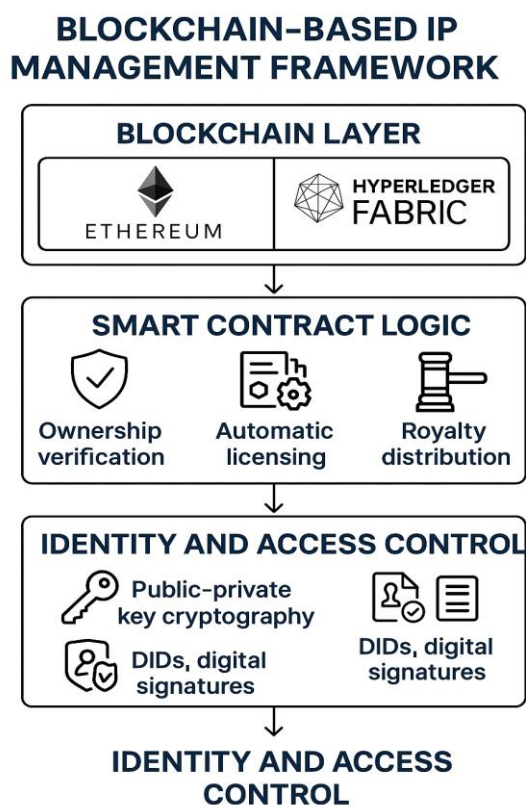 BLOCKCHAIN-BASED IP
MANAGEMENT FRAMEWORK
BLOCKCHAIN LAYER
ETHEREUM
HYPERLEDGER
FABRIC
SMART CONTRACT LOGIC
Ownership
verification
Automatic
licensing
Royalty
distribution
IDENTITY AND ACCESS CONTROL
Public-private
key cryptography
DIDs, digital
signatures
DIDs, digital
signatures
IDENTITY AND ACCESS
CONTROL